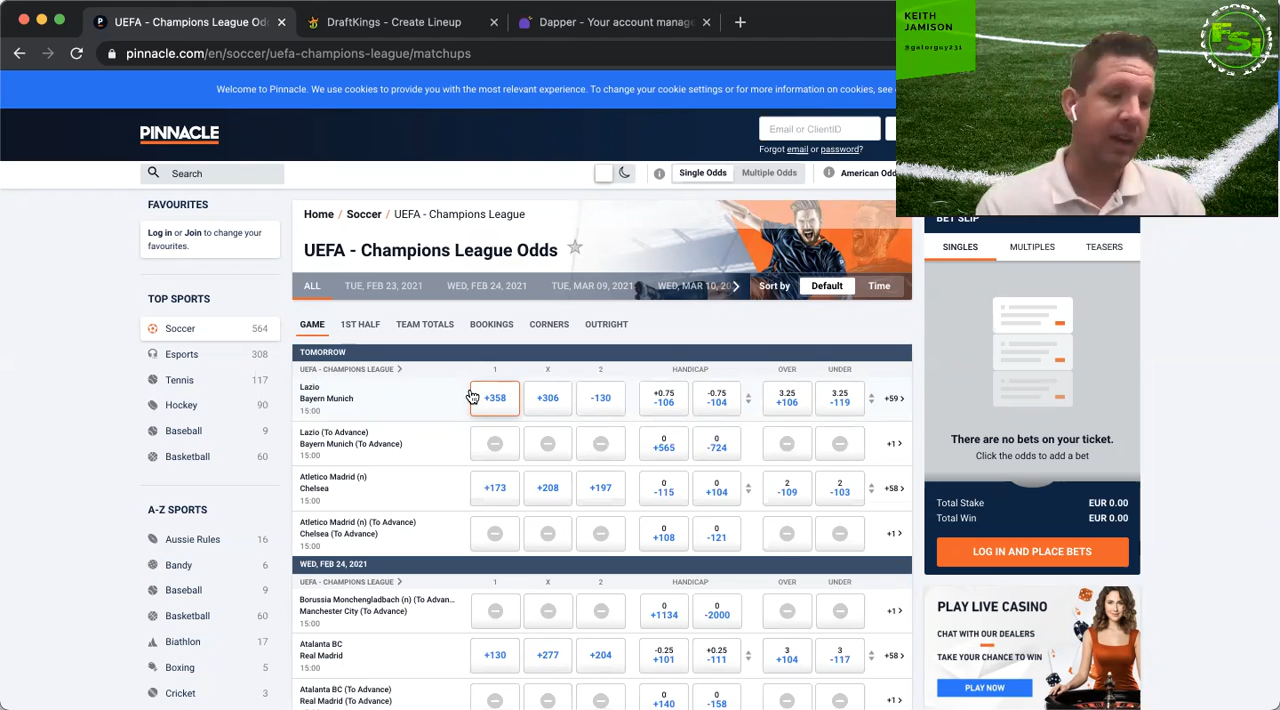 UEFA - Champions League Od
DraftKings - Create Lineup
Dapper - Your account manag
pinnacle.com/en/soccer/uefa-champions-league/matchups
KEITH
JAMISON
@gatorguy231
FSI
Welcome to Pinnacle. We use cookies to provide you with the most relevant experience. To change your cookie settings or for more information on cookies, see
PINNACLE
Email or ClientID
Forgot email or password?
Search
Single Odds
Multiple Odds
American Odd
FAVOURITES
Log in or Join to change your
favourites.
TOP SPORTS
Soccer 564
Esports 308
Tennis 117
Hockey 90
Baseball 9
Basketball 60
A-Z SPORTS
Aussie Rules 16
Bandy 6
Baseball 9
Basketball 60
Biathlon 17
Boxing 5
Cricket 3
Home / Soccer / UEFA - Champions League
UEFA - Champions League Odds
ALL TUE, FEB 23, 2021 WED, FEB 24, 2021 TUE, MAR 09, 2021 WED, MAR 10, 20
Sort by Default Time
GAME 1ST HALF TEAM TOTALS BOOKINGS CORNERS OUTRIGHT
TOMORROW
UEFA - CHAMPIONS LEAGUE 1 X 2 HANDICAP OVER UNDER
Lazio
Bayern Munich
15:00
+358 +306 -130
+0.75 -0.75 3.25 3.25
-106 -104 +106 -119
+59
Lazio (To Advance)
Bayern Munich (To Advance)
15:00
0 0
+565 -724
+1
Atletico Madrid (n)
Chelsea
15:00
+173 +208 +197
0 0 2 2
-115 +104 -109 -103
+58
Atletico Madrid (n) (To Advance)
Chelsea (To Advance)
15:00
0 0
+108 -121
+1
WED, FEB 24, 2021
UEFA - CHAMPIONS LEAGUE 1 X 2 HANDICAP OVER UNDER
Borussia Monchengladbach (n) (To Advan...
Manchester City (To Advance)
15:00
0 0
+1134 -2000
+1
Atalanta BC
Real Madrid
15:00
+130 +277 +204
-0.25 +0.25 3 3
+101 -111 +104 -117
+58
Atalanta BC (To Advance)
Real Madrid (To Advance)
15:00
0 0
+140 -158
+1
BET SLIP
SINGLES MULTIPLES TEASERS
There are no bets on your ticket.
Click the odds to add a bet
Total Stake EUR 0.00
Total Win EUR 0.00
LOG IN AND PLACE BETS
PLAY LIVE CASINO
CHAT WITH OUR DEALERS
TAKE YOUR CHANCE TO WIN
PLAY NOW